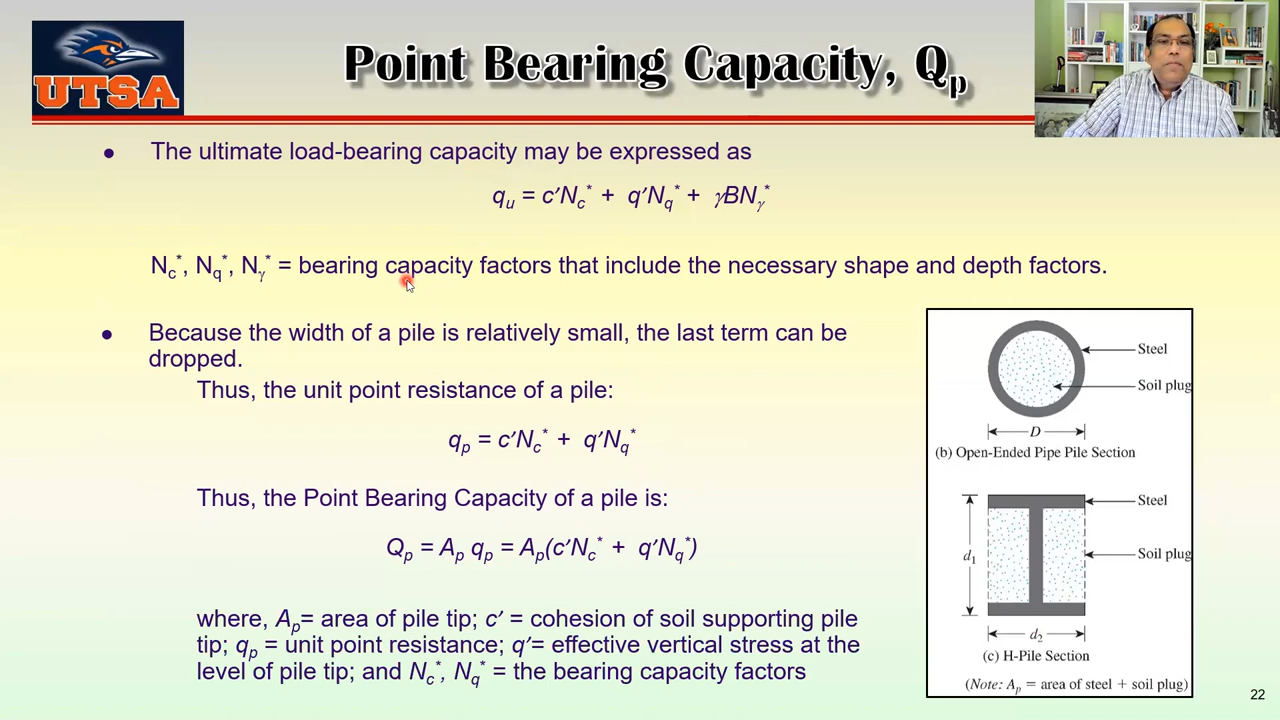 UTSA
Point Bearing Capacity, Qp
● The ultimate load-bearing capacity may be expressed as
qu = c′Nc* + q′Nq* + γBNγ*
Nc*, Nq*, Nγ* = bearing capacity factors that include the necessary shape and depth factors.
● Because the width of a pile is relatively small, the last term can be
dropped.
Thus, the unit point resistance of a pile:
qp = c′Nc* + q′Nq*
Thus, the Point Bearing Capacity of a pile is:
Qp = Ap qp = Ap(c′Nc* + q′Nq*)
where, Ap= area of pile tip; c′ = cohesion of soil supporting pile
tip; qp = unit point resistance; q′= effective vertical stress at the
level of pile tip; and Nc*, Nq* = the bearing capacity factors
Steel
Soil plug
D
(b) Open-Ended Pipe Pile Section
Steel
d1
Soil plug
d2
(c) H-Pile Section
(Note: Ap = area of steel + soil plug)
22